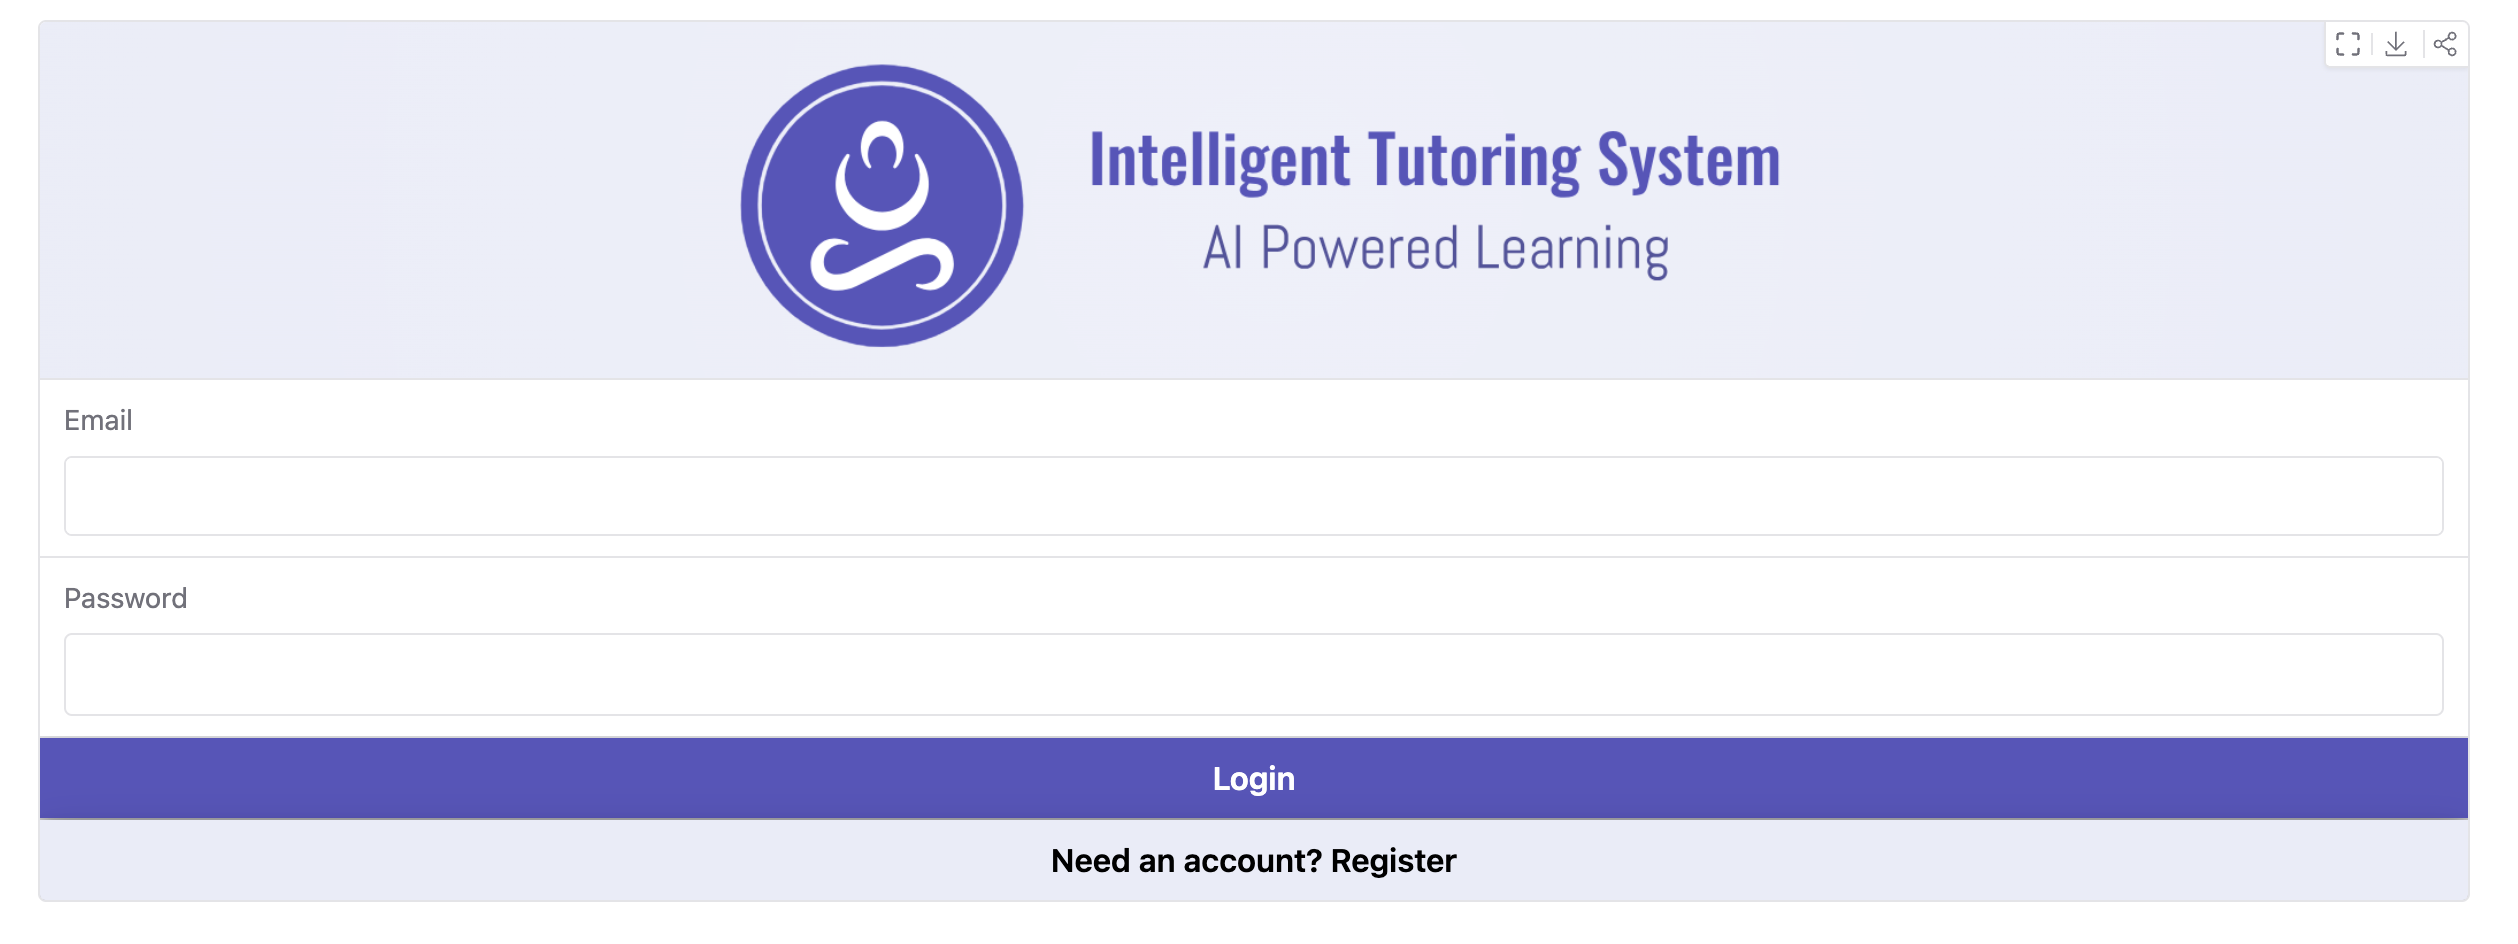 Intelligent Tutoring System
AI Powered Learning
Email
Password
Login
Need an account? Register